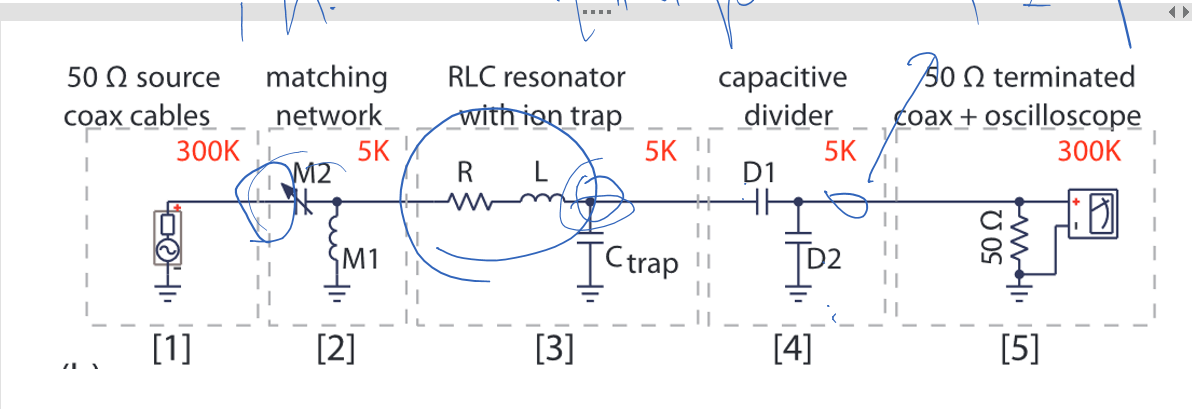 50 Ω source matching RLC resonator capacitive 50 Ω terminated
coax cables network with ion trap divider coax + oscilloscope
300K 5K 5K 5K 300K
M2 R L D1
+ + -
50 Ω
M1 C trap D2
-
[1] [2] [3] [4] [5]